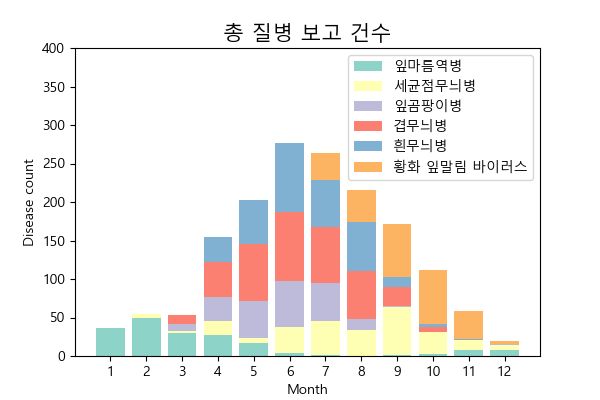 총 질병 보고 건수
400
350
300
250
200
150
100
50
0
Disease count
잎마름역병
세균점무늬병
잎곰팡이병
겹무늬병
흰무늬병
황화 잎말림 바이러스
1 2 3 4 5 6 7 8 9 10 11 12
Month